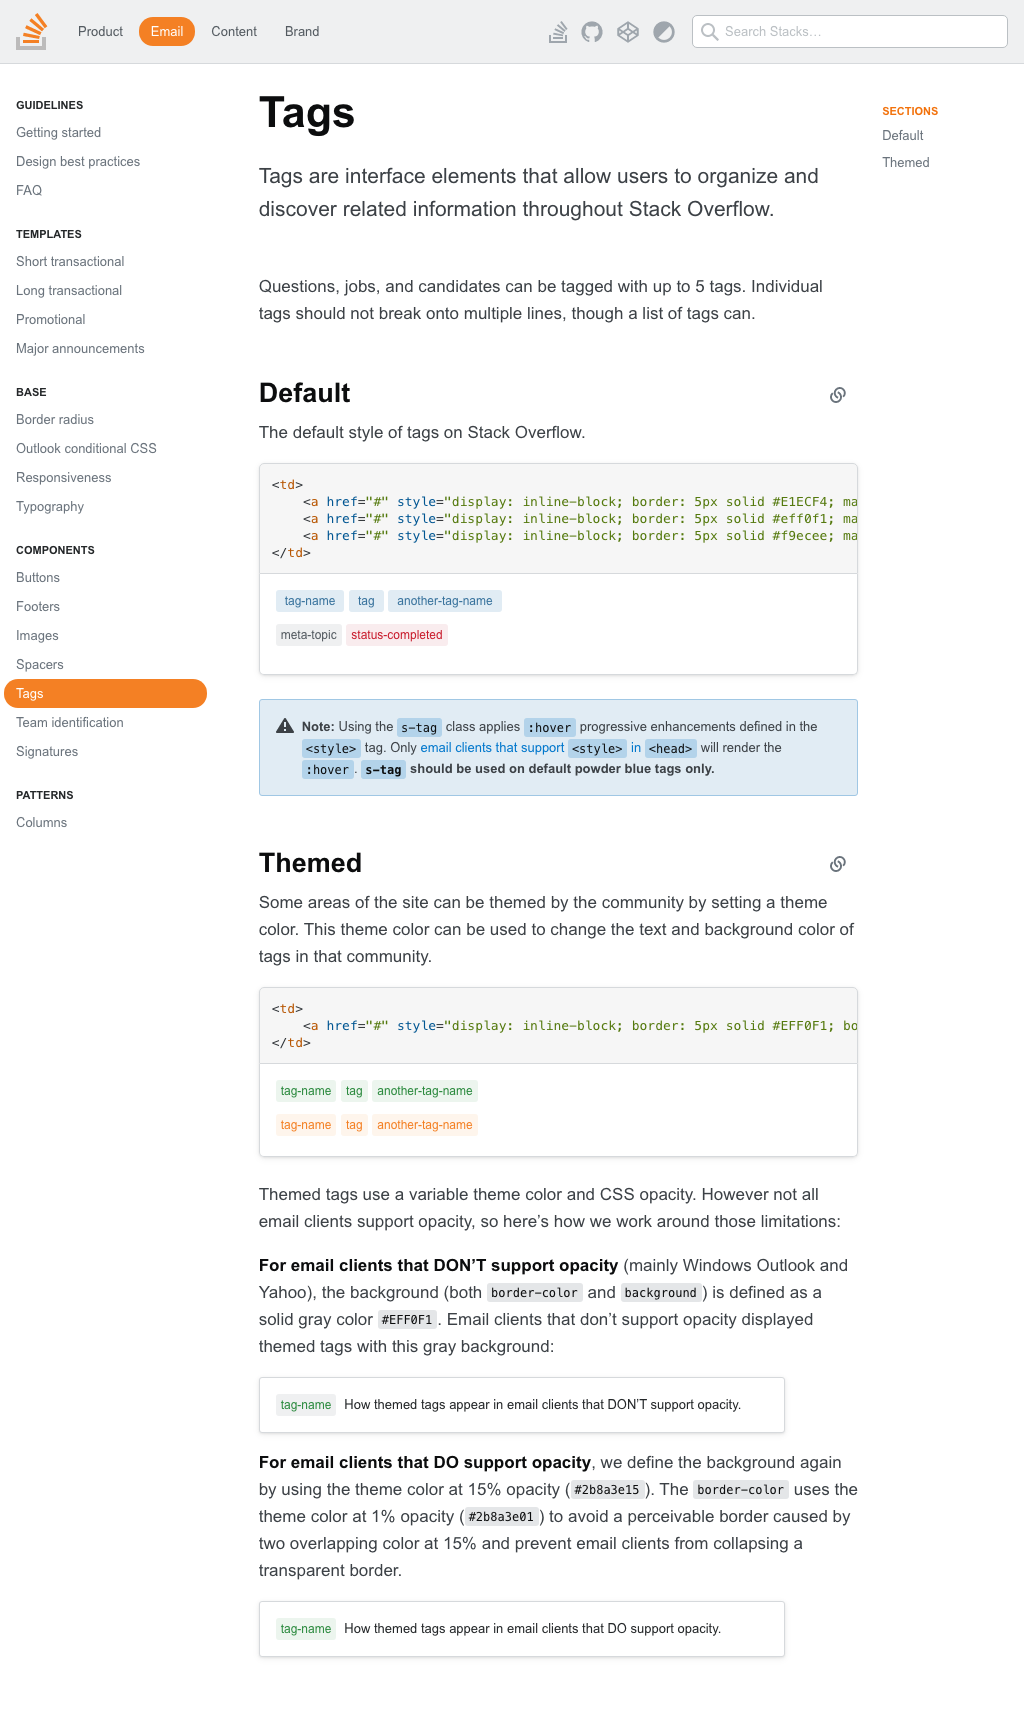 Product Email Content Brand Search Stacks...
GUIDELINES
Getting started
Design best practices
FAQ
TEMPLATES
Short transactional
Long transactional
Promotional
Major announcements
BASE
Border radius
Outlook conditional CSS
Responsiveness
Typography
COMPONENTS
Buttons
Footers
Images
Spacers
Tags
Team identification
Signatures
PATTERNS
Columns
Tags
Tags are interface elements that allow users to organize and
discover related information throughout Stack Overflow.
Questions, jobs, and candidates can be tagged with up to 5 tags. Individual
tags should not break onto multiple lines, though a list of tags can.
Default
The default style of tags on Stack Overflow.
<td>
<a href="#" style="display: inline-block; border: 5px solid #E1ECF4; ma
<a href="#" style="display: inline-block; border: 5px solid #eff0f1; ma
<a href="#" style="display: inline-block; border: 5px solid #f9ecee; ma
</td>
tag-name tag another-tag-name
meta-topic status-completed
Note: Using the s-tag class applies :hover progressive enhancements defined in the
<style> tag. Only email clients that support <style> in <head> will render the
:hover. s-tag should be used on default powder blue tags only.
Themed
Some areas of the site can be themed by the community by setting a theme
color. This theme color can be used to change the text and background color of
tags in that community.
<td>
<a href="#" style="display: inline-block; border: 5px solid #EFF0F1; bo
</td>
tag-name tag another-tag-name
tag-name tag another-tag-name
Themed tags use a variable theme color and CSS opacity. However not all
email clients support opacity, so here’s how we work around those limitations:
For email clients that DON’T support opacity (mainly Windows Outlook and
Yahoo), the background (both border-color and background) is defined as a
solid gray color #EFF0F1. Email clients that don’t support opacity displayed
themed tags with this gray background:
tag-name How themed tags appear in email clients that DON’T support opacity.
For email clients that DO support opacity, we define the background again
by using the theme color at 15% opacity (#2b8a3e15). The border-color uses the
theme color at 1% opacity (#2b8a3e01) to avoid a perceivable border caused by
two overlapping color at 15% and prevent email clients from collapsing a
transparent border.
tag-name How themed tags appear in email clients that DO support opacity.
SECTIONS
Default
Themed